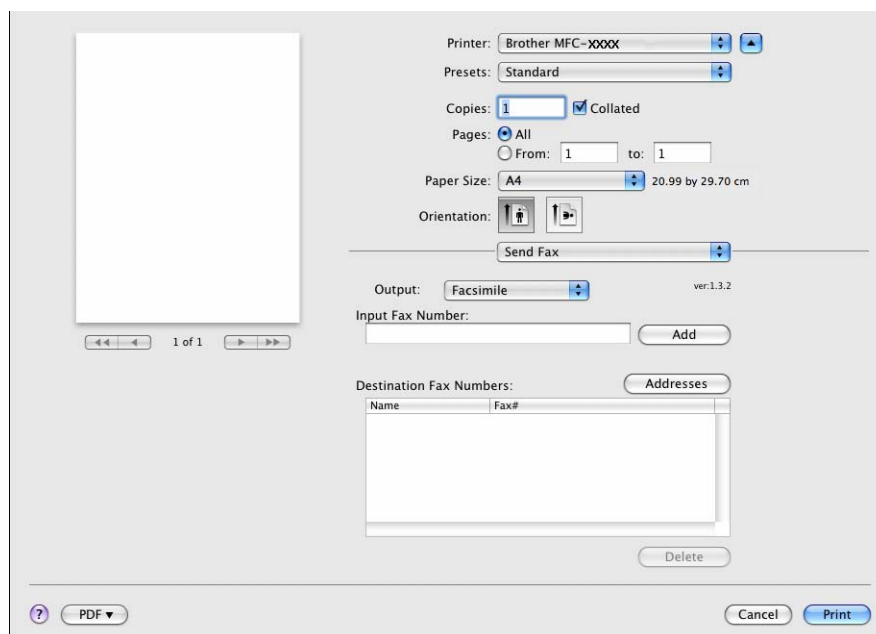 Printer: Brother MFC-XXXX
Presets: Standard
Copies: 1 Collated
Pages: All
From: 1 to: 1
Paper Size: A4 20.99 by 29.70 cm
Orientation:
Send Fax
Output: Facsimile ver:1.3.2
Input Fax Number:
Add
1 of 1
Destination Fax Numbers: Addresses
Name Fax#
Delete
? PDF Cancel Print